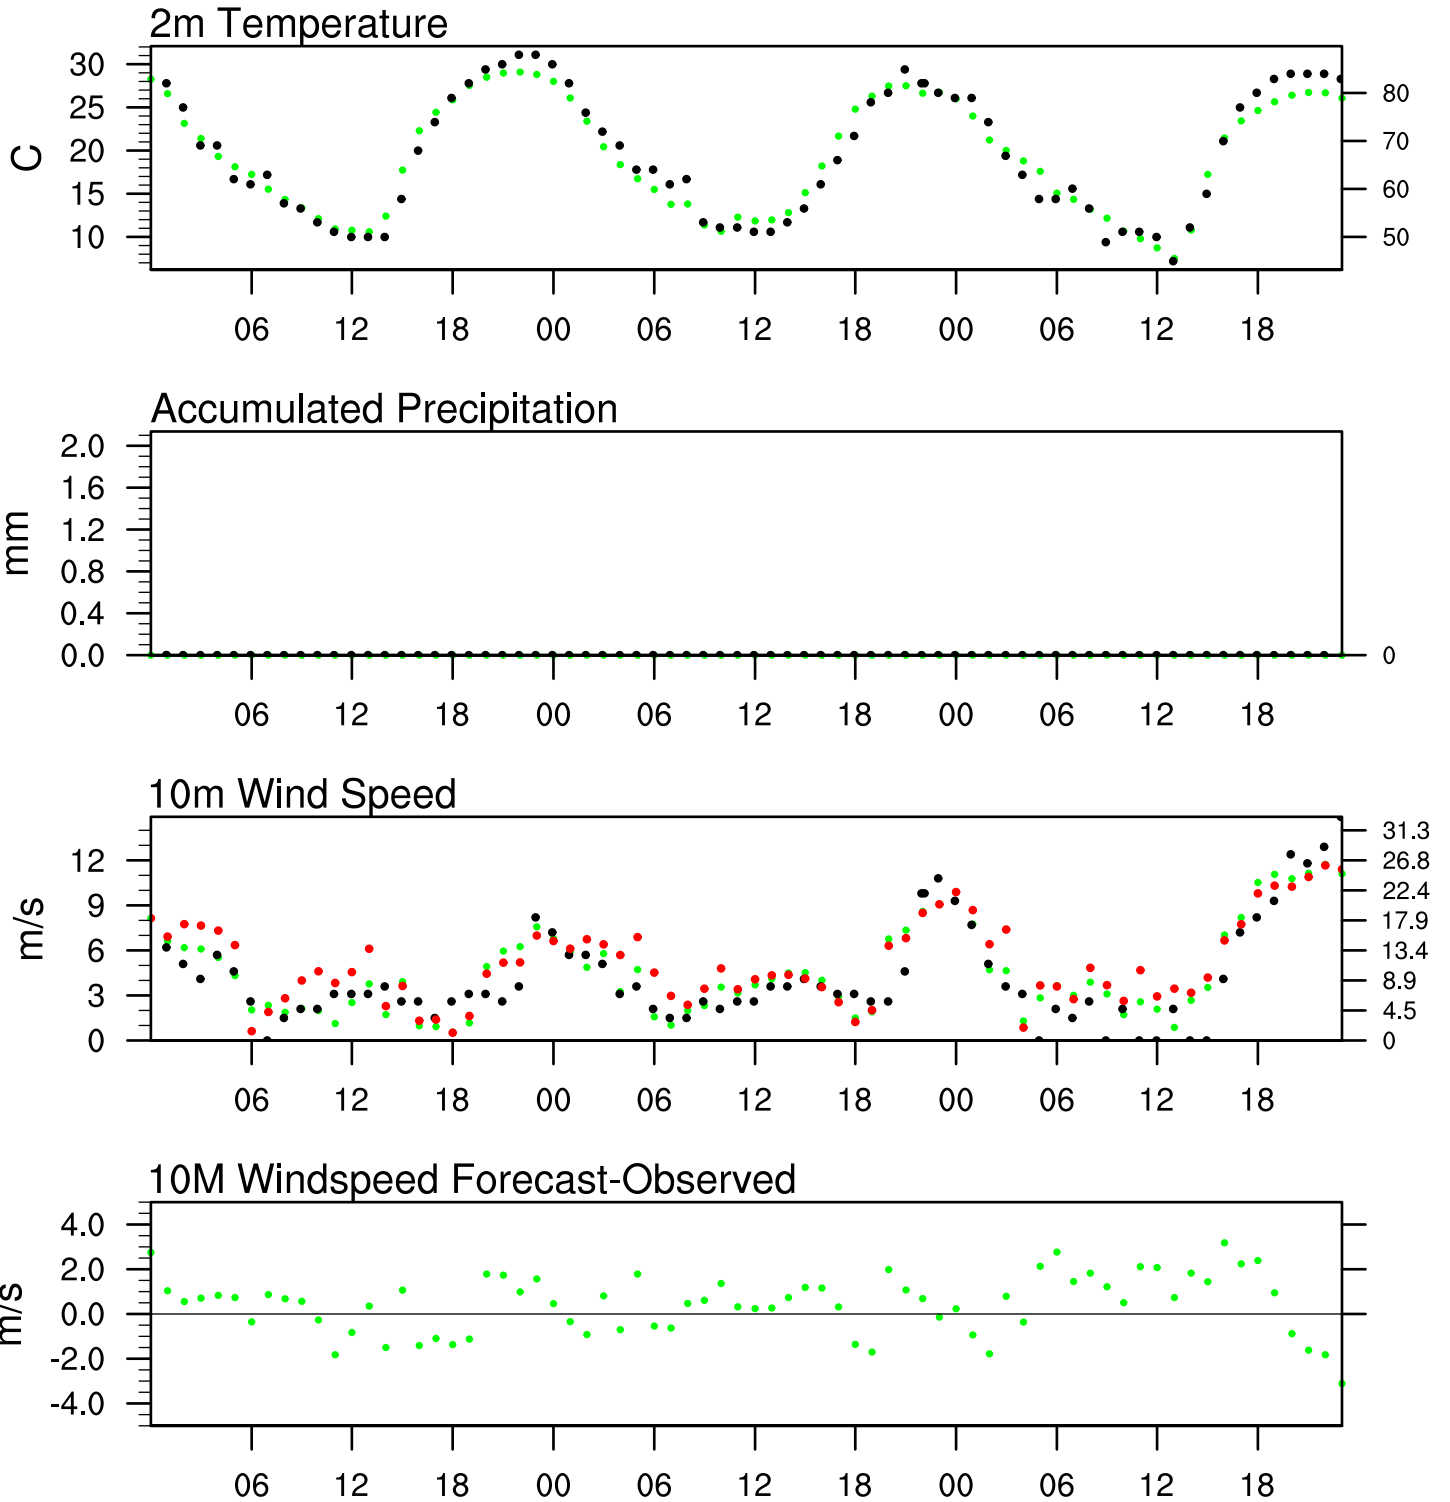 2m Temperature
30
25
20
15
10
C
80
70
60
50
06 12 18 00 06 12 18 00 06 12 18
Accumulated Precipitation
2.0
1.6
1.2
0.8
0.4
0.0
mm
0
06 12 18 00 06 12 18 00 06 12 18
10m Wind Speed
12
9
6
3
0
m/s
31.3
26.8
22.4
17.9
13.4
8.9
4.5
0
06 12 18 00 06 12 18 00 06 12 18
10M Windspeed Forecast-Observed
4.0
2.0
0.0
-2.0
-4.0
m/s
06 12 18 00 06 12 18 00 06 12 18